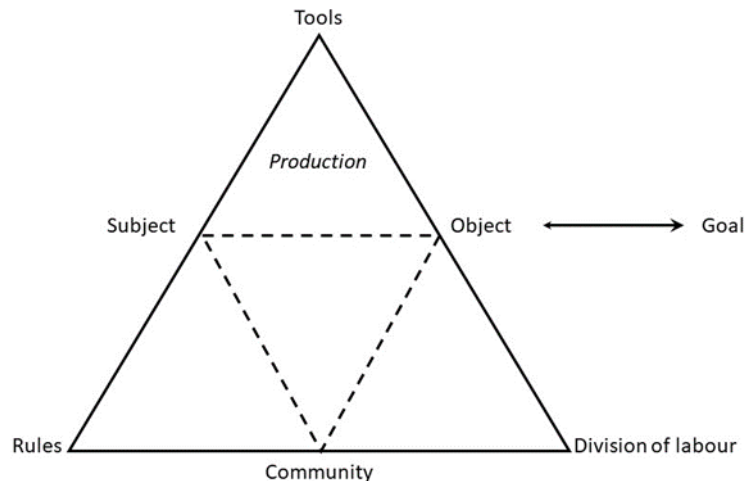 Tools
Production
Subject
Object
Goal
Rules
Division of labour
Community